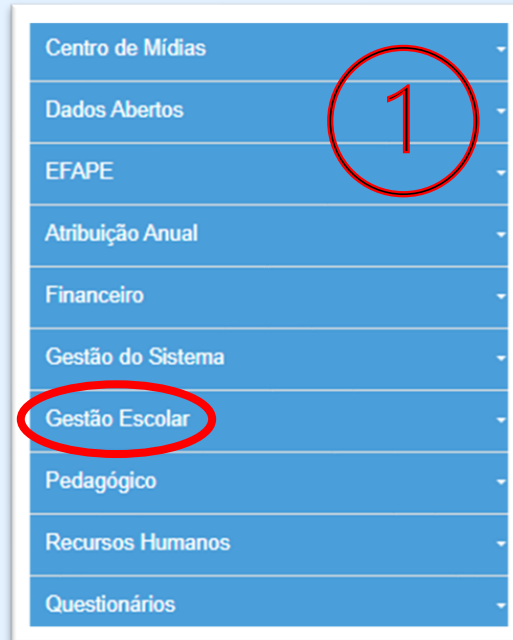 Centro de Mídias
Dados Abertos
1
EFAPE
Atribuição Anual
Financeiro
Gestão do Sistema
Gestão Escolar
Pedagógico
Recursos Humanos
Questionários